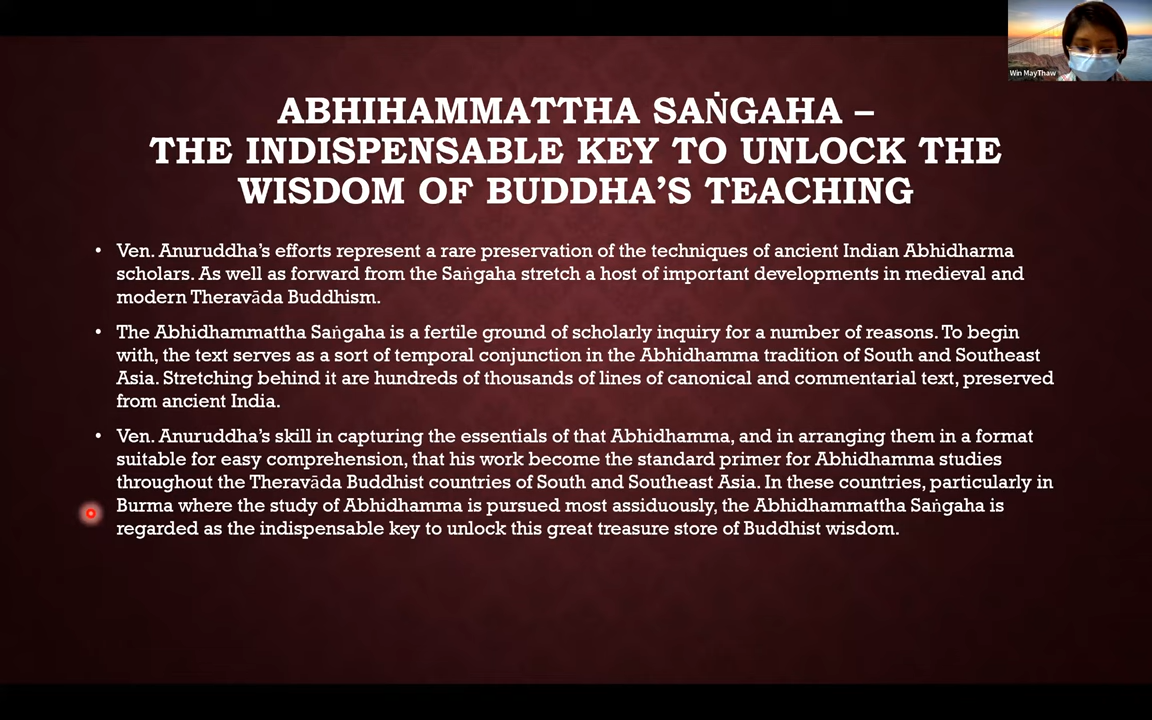 Win MayThaw
ABHIHAMMATTHA SAṄGAHA –
THE INDISPENSABLE KEY TO UNLOCK THE
WISDOM OF BUDDHA’S TEACHING
• Ven. Anuruddha’s efforts represent a rare preservation of the techniques of ancient Indian Abhidharma
scholars. As well as forward from the Saṅgaha stretch a host of important developments in medieval and
modern Theravāda Buddhism.
• The Abhidhammattha Saṅgaha is a fertile ground of scholarly inquiry for a number of reasons. To begin
with, the text serves as a sort of temporal conjunction in the Abhidhamma tradition of South and Southeast
Asia. Stretching behind it are hundreds of thousands of lines of canonical and commentarial text, preserved
from ancient India.
• Ven. Anuruddha’s skill in capturing the essentials of that Abhidhamma, and in arranging them in a format
suitable for easy comprehension, that his work become the standard primer for Abhidhamma studies
throughout the Theravāda Buddhist countries of South and Southeast Asia. In these countries, particularly in
Burma where the study of Abhidhamma is pursued most assiduously, the Abhidhammattha Saṅgaha is
regarded as the indispensable key to unlock this great treasure store of Buddhist wisdom.